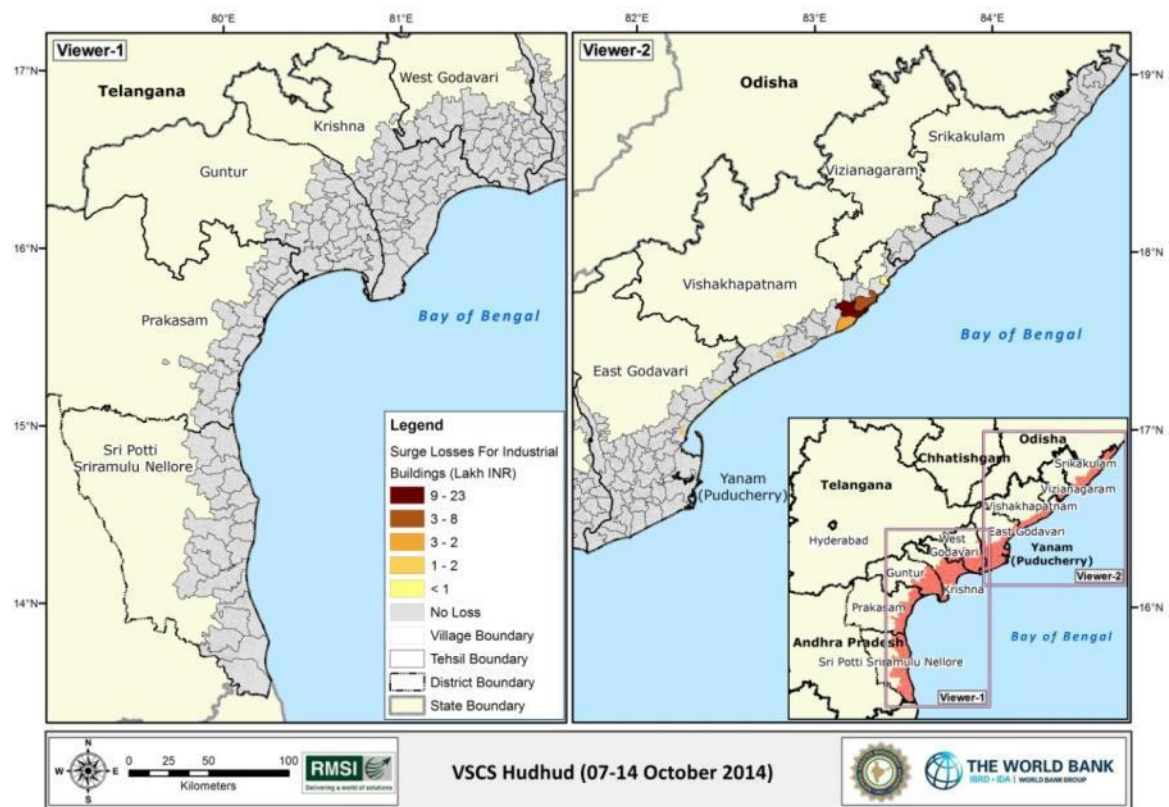 80°E
81°E
82°E
83°E
84°E
Viewer-1
17°N
16°N
15°N
14°N
Telangana
West Godavari
Krishna
Guntur
Prakasam
Sri Potti
Sriramulu Nellore
Bay of Bengal
Legend
Surge Losses For Industrial
Buildings (Lakh INR)
9 - 23
3 - 8
3 - 2
1 - 2
< 1
No Loss
Village Boundary
Tehsil Boundary
District Boundary
State Boundary
Viewer-2
19°N
18°N
17°N
16°N
Odisha
Srikakulam
Vizianagaram
Vishakhapatnam
East Godavari
Bay of Bengal
Yanam
(Puducherry)
Odisha
Chhatishgarh
Srikakulam
Telangana
Vizianagaram
Vishakhapatnam
East Godavari
Hyderabad
West
Godavari
Yanam
(Puducherry)
Viewer-2
Guntur
Krishna
Prakasam
Bay of Bengal
Andhra Pradesh
Sri Potti Sriramulu Nellore
Viewer-1
N
W E
S
0 25 50 100
Kilometers
RMSI
Delivering a world of solutions
VSCS Hudhud (07-14 October 2014)
THE WORLD BANK
IBRD • IDA | WORLD BANK GROUP